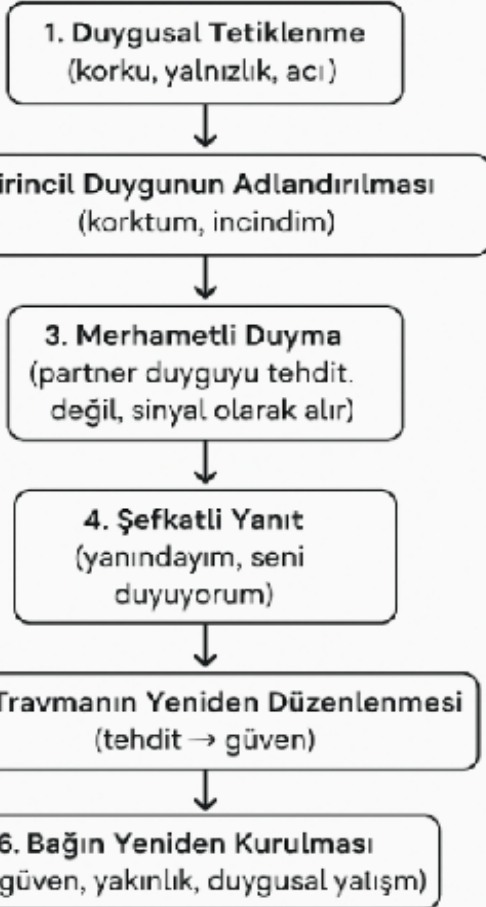 1. Duygusal Tetiklenme
(korku, yalnızlık, acı)
irincil Duygunun Adlandırılması
(korktum, incindim)
3. Merhametli Duyma
(partner duyguyu tehdit.
değil, sinyal olarak alır)
4. Şefkatli Yanıt
(yanındayım, seni
duyuyorum)
Travmanın Yeniden Düzenlenmesi
(tehdit → güven)
6. Bağın Yeniden Kurulması
güven, yakınlık, duygusal yatışm)